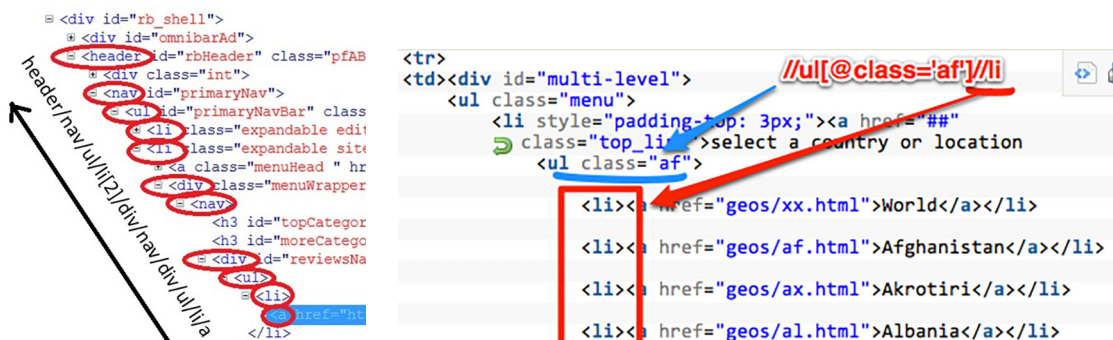 <div id="rb_shell">
<div id="omnibarAd">
<header id="rbHeader" class="pfAB
<div class="int">
<nav id="primaryNav">
<ul id="primaryNavBar" clas
<li class="expandable edi
<li class="expandable site
<a class="menuHead " hr
<div class="menuWrapper
<nav>
<h3 id="topCategor
<h3 id="moreCatego
<div id="reviewsNa
<ul>
<li>
<a href="ht
</li>
header/nav/ul/li[2]/div/nav/div/ul/li/a
<tr>
<td><div id="multi-level">
//ul[@class='af']//li
<ul class="menu">
<li style="padding-top: 3px;"><a href="##"
class="top_li">select a country or location
<ul class="af">
<li><a href="geos/xx.html">World</a></li>
<li><a href="geos/af.html">Afghanistan</a></li>
<li><a href="geos/ax.html">Akrotiri</a></li>
<li><a href="geos/al.html">Albania</a></li>